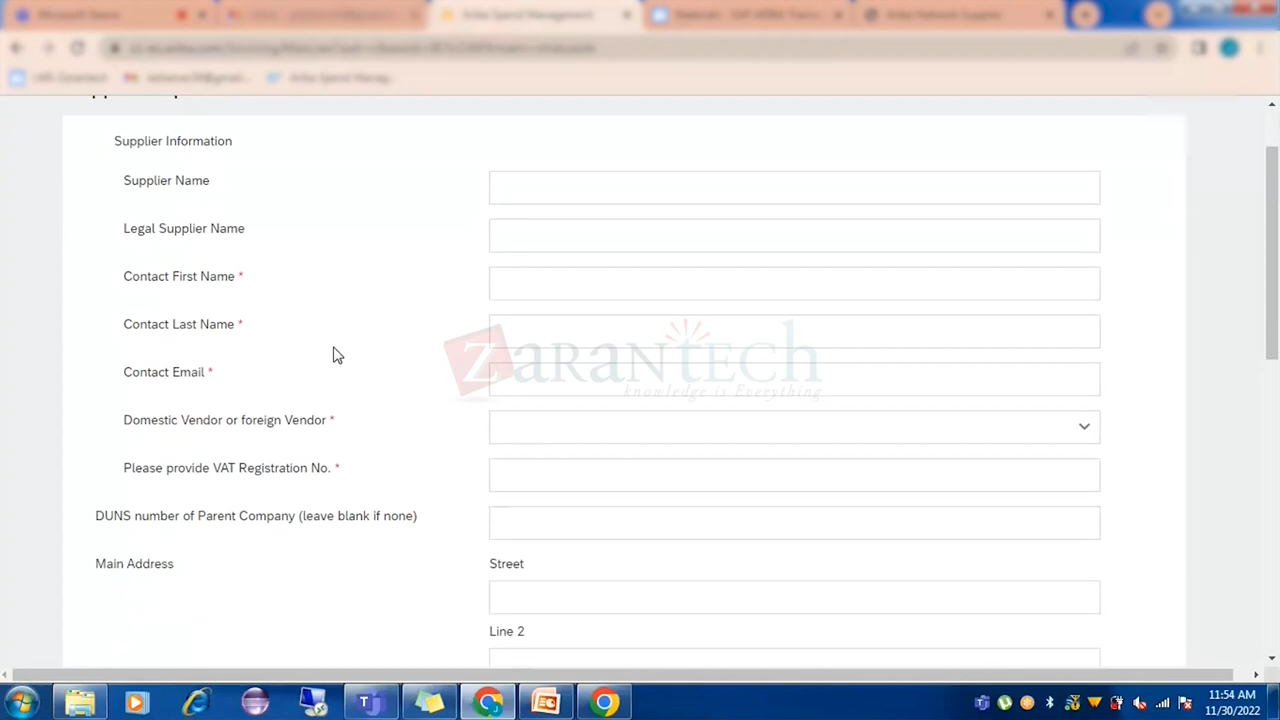 Supplier Information
Supplier Name
Legal Supplier Name
Contact First Name *
Contact Last Name *
Contact Email *
Domestic Vendor or foreign Vendor *
Please provide VAT Registration No. *
DUNS number of Parent Company (leave blank if none)
Main Address
Street
Line 2
ZARANTECH
knowledge is Everything
11:54 AM
11/30/2022